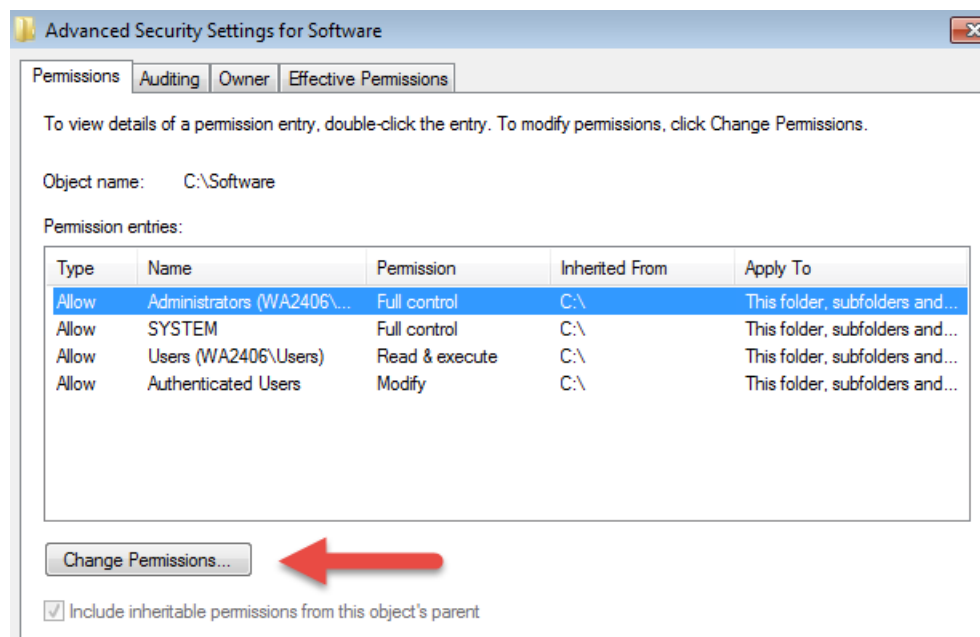 Advanced Security Settings for Software
Permissions Auditing Owner Effective Permissions
To view details of a permission entry, double-click the entry. To modify permissions, click Change Permissions.
Object name: C:\Software
Permission entries:
Type Name Permission Inherited From Apply To
Allow Administrators (WA2406\... Full control C:\ This folder, subfolders and...
Allow SYSTEM Full control C:\ This folder, subfolders and...
Allow Users (WA2406\Users) Read & execute C:\ This folder, subfolders and...
Allow Authenticated Users Modify C:\ This folder, subfolders and...
Change Permissions...
Include inheritable permissions from this object's parent